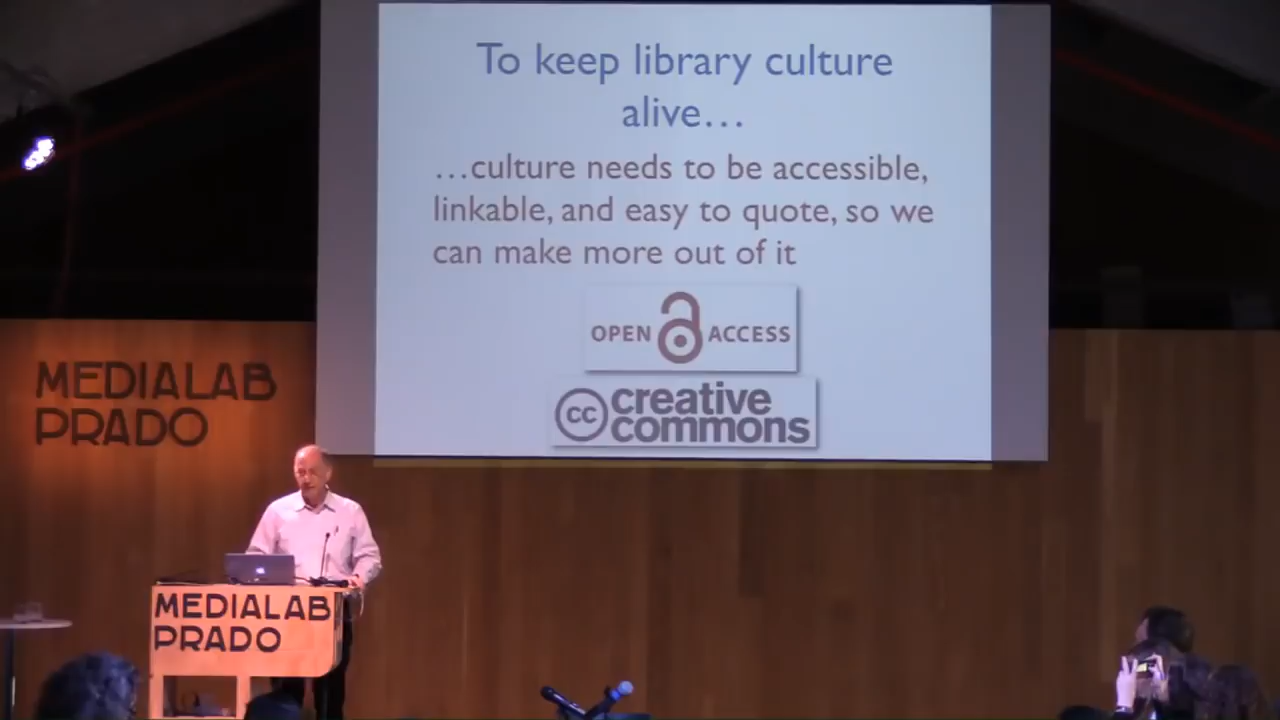 To keep library culture
alive…
…culture needs to be accessible,
linkable, and easy to quote, so we
can make more out of it
OPEN ACCESS
cc creative
commons
MEDIALAB
PRADO
MEDIALAB
PRADO